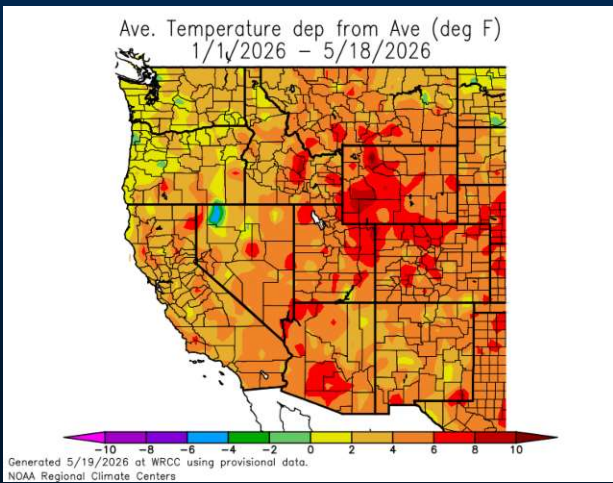 Ave. Temperature dep from Ave (deg F)
1/1/2026 – 5/18/2026
-10 -8 -6 -4 -2 0 2 4 6 8 10
Generated 5/19/2026 at WRCC using provisional data.
NOAA Regional Climate Centers